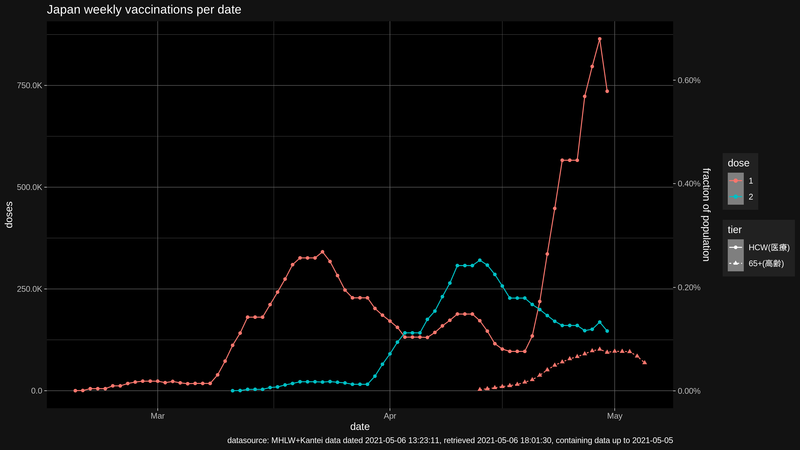 Japan weekly vaccinations per date
750.0K
500.0K
250.0K
0.0
doses
Mar
Apr
May
date
0.60%
0.40%
0.20%
0.00%
fraction of population
dose
1
2
tier
HCW(医療)
65+(高齢)
datasource: MHLW+Kantei data dated 2021-05-06 13:23:11, retrieved 2021-05-06 18:01:30, containing data up to 2021-05-05